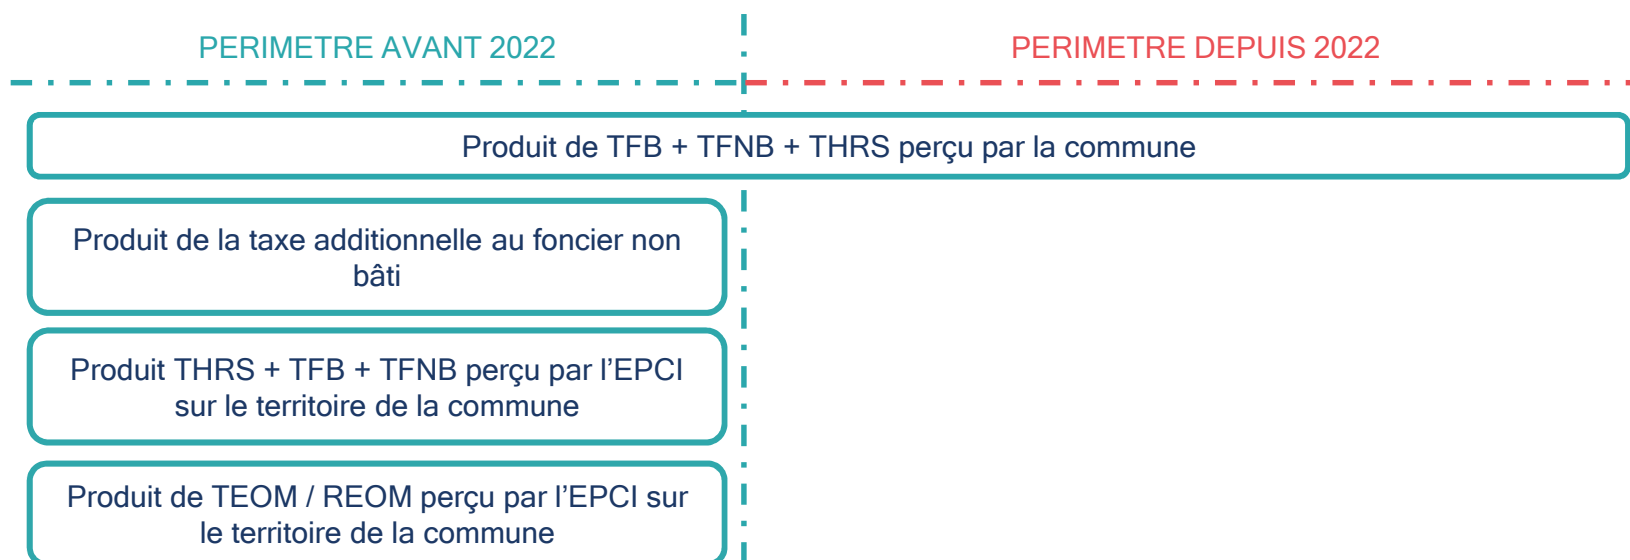 PERIMETRE AVANT 2022
PERIMETRE DEPUIS 2022
Produit de TFB + TFNB + THRS perçu par la commune
Produit de la taxe additionnelle au foncier non
bâti
Produit THRS + TFB + TFNB perçu par l’EPCI
sur le territoire de la commune
Produit de TEOM / REOM perçu par l’EPCI sur
le territoire de la commune